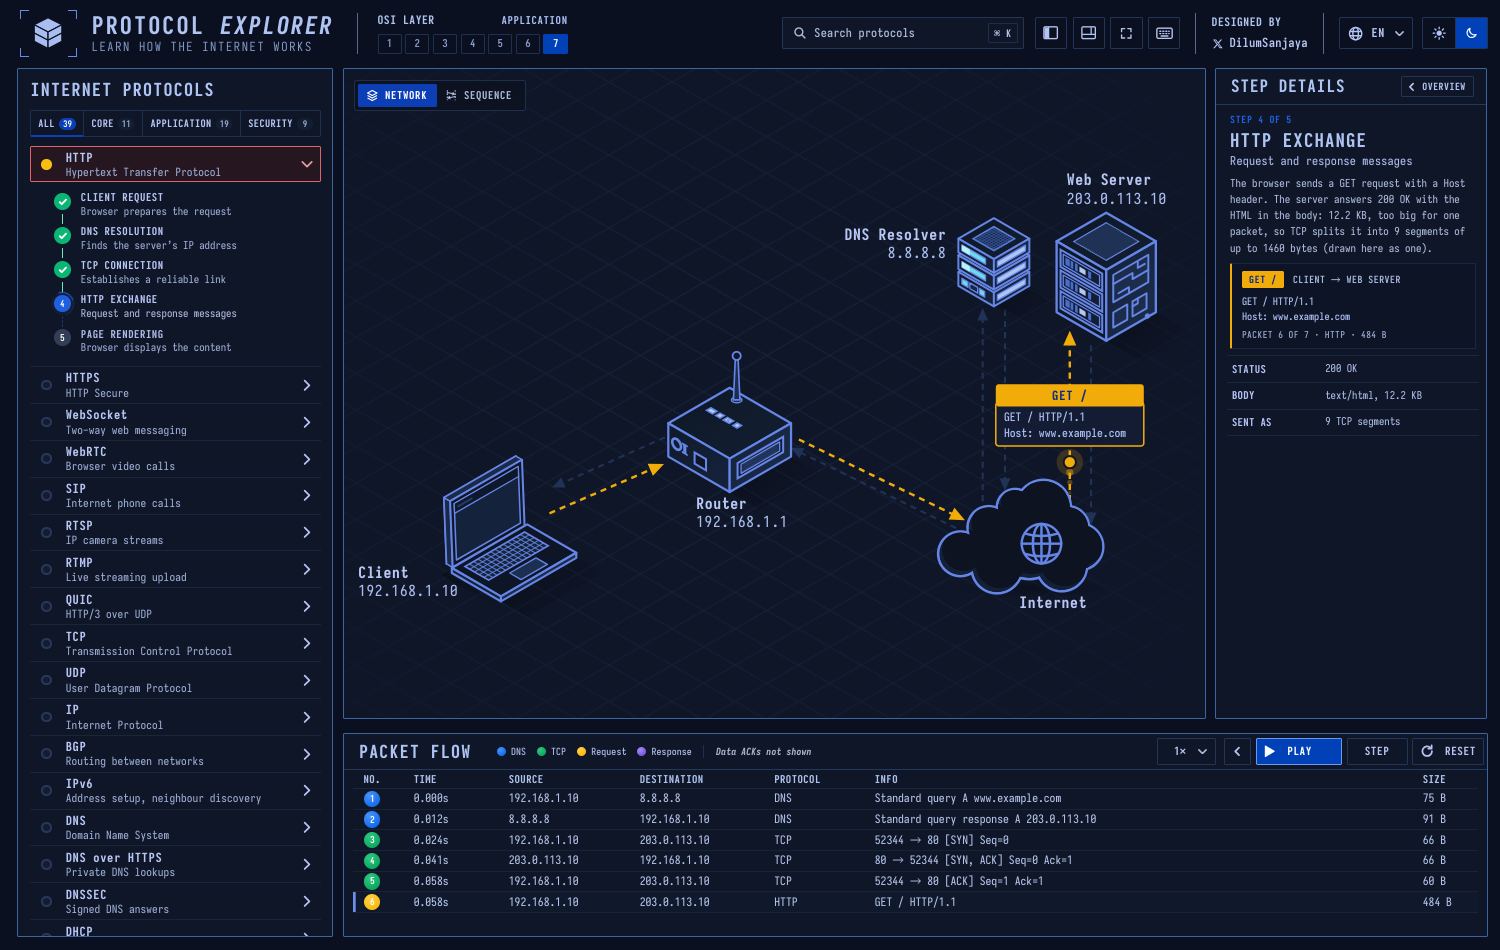 PROTOCOL EXPLORER
LEARN HOW THE INTERNET WORKS
OSI LAYER APPLICATION
1 2 3 4 5 6 7
Search protocols ⌘ K
DESIGNED BY
DilumSanjaya
EN
INTERNET PROTOCOLS
ALL 39 CORE 11 APPLICATION 19 SECURITY 9
HTTP
Hypertext Transfer Protocol
CLIENT REQUEST
Browser prepares the request
DNS RESOLUTION
Finds the server's IP address
TCP CONNECTION
Establishes a reliable link
4 HTTP EXCHANGE
Request and response messages
5 PAGE RENDERING
Browser displays the content
HTTPS
HTTP Secure
WebSocket
Two-way web messaging
WebRTC
Browser video calls
SIP
Internet phone calls
RTSP
IP camera streams
RTMP
Live streaming upload
QUIC
HTTP/3 over UDP
TCP
Transmission Control Protocol
UDP
User Datagram Protocol
IP
Internet Protocol
BGP
Routing between networks
IPv6
Address setup, neighbour discovery
DNS
Domain Name System
DNS over HTTPS
Private DNS lookups
DNSSEC
Signed DNS answers
DHCP
NETWORK SEQUENCE
Web Server
203.0.113.10
DNS Resolver
8.8.8.8
GET /
GET / HTTP/1.1
Host: www.example.com
Router
192.168.1.1
Client
192.168.1.10
Internet
STEP DETAILS OVERVIEW
STEP 4 OF 5
HTTP EXCHANGE
Request and response messages
The browser sends a GET request with a Host
header. The server answers 200 OK with the
HTML in the body: 12.2 KB, too big for one
packet, so TCP splits it into 9 segments of
up to 1460 bytes (drawn here as one).
GET / CLIENT → WEB SERVER
GET / HTTP/1.1
Host: www.example.com
PACKET 6 OF 7 · HTTP · 484 B
STATUS 200 OK
BODY text/html, 12.2 KB
SENT AS 9 TCP segments
PACKET FLOW DNS TCP Request Response Data ACKs not shown
1× PLAY STEP RESET
NO. TIME SOURCE DESTINATION PROTOCOL INFO SIZE
1 0.000s 192.168.1.10 8.8.8.8 DNS Standard query A www.example.com 75 B
2 0.012s 8.8.8.8 192.168.1.10 DNS Standard query response A 203.0.113.10 91 B
3 0.024s 192.168.1.10 203.0.113.10 TCP 52344 → 80 [SYN] Seq=0 66 B
4 0.041s 203.0.113.10 192.168.1.10 TCP 80 → 52344 [SYN, ACK] Seq=0 Ack=1 66 B
5 0.058s 192.168.1.10 203.0.113.10 TCP 52344 → 80 [ACK] Seq=1 Ack=1 60 B
6 0.058s 192.168.1.10 203.0.113.10 HTTP GET / HTTP/1.1 484 B